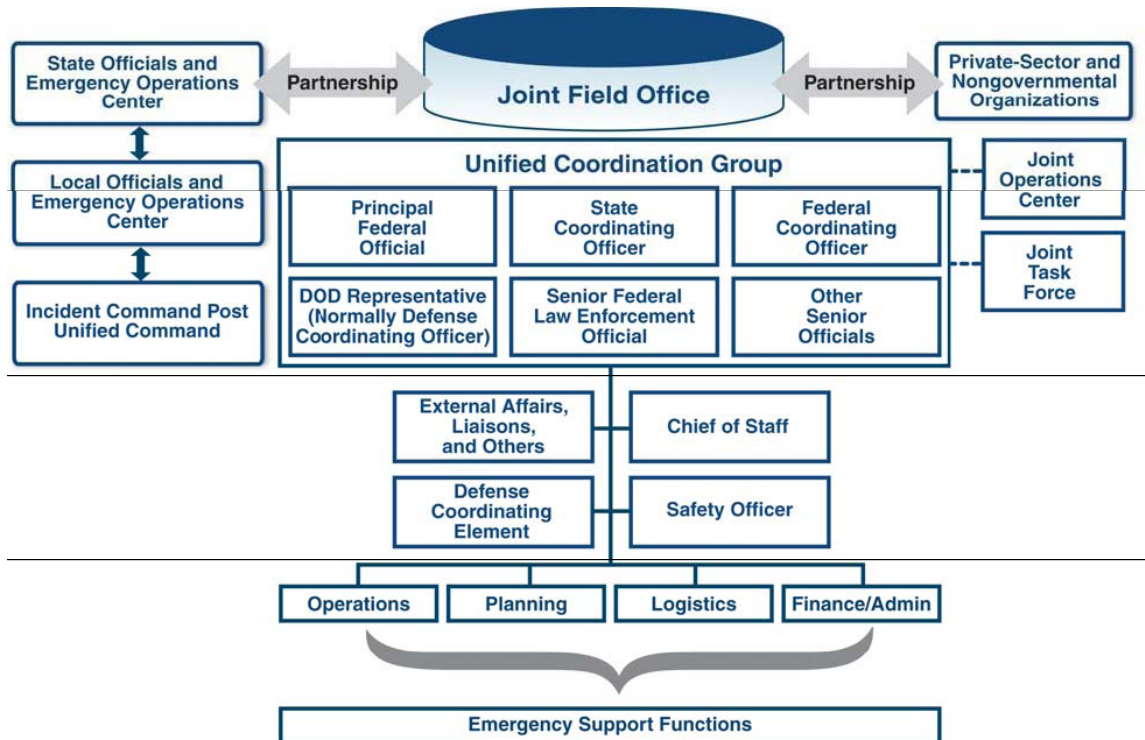 State Officials and
Emergency Operations
Center
Partnership
Joint Field Office
Partnership
Private-Sector and
Nongovernmental
Organizations
Local Officials and
Emergency Operations
Center
Incident Command Post
Unified Command
Unified Coordination Group
Principal
Federal
Official
State
Coordinating
Officer
Federal
Coordinating
Officer
DOD Representative
(Normally Defense
Coordinating Officer)
Senior Federal
Law Enforcement
Official
Other
Senior
Officials
Joint
Operations
Center
Joint
Task
Force
External Affairs,
Liaisons,
and Others
Chief of Staff
Defense
Coordinating
Element
Safety Officer
Operations
Planning
Logistics
Finance/Admin
Emergency Support Functions